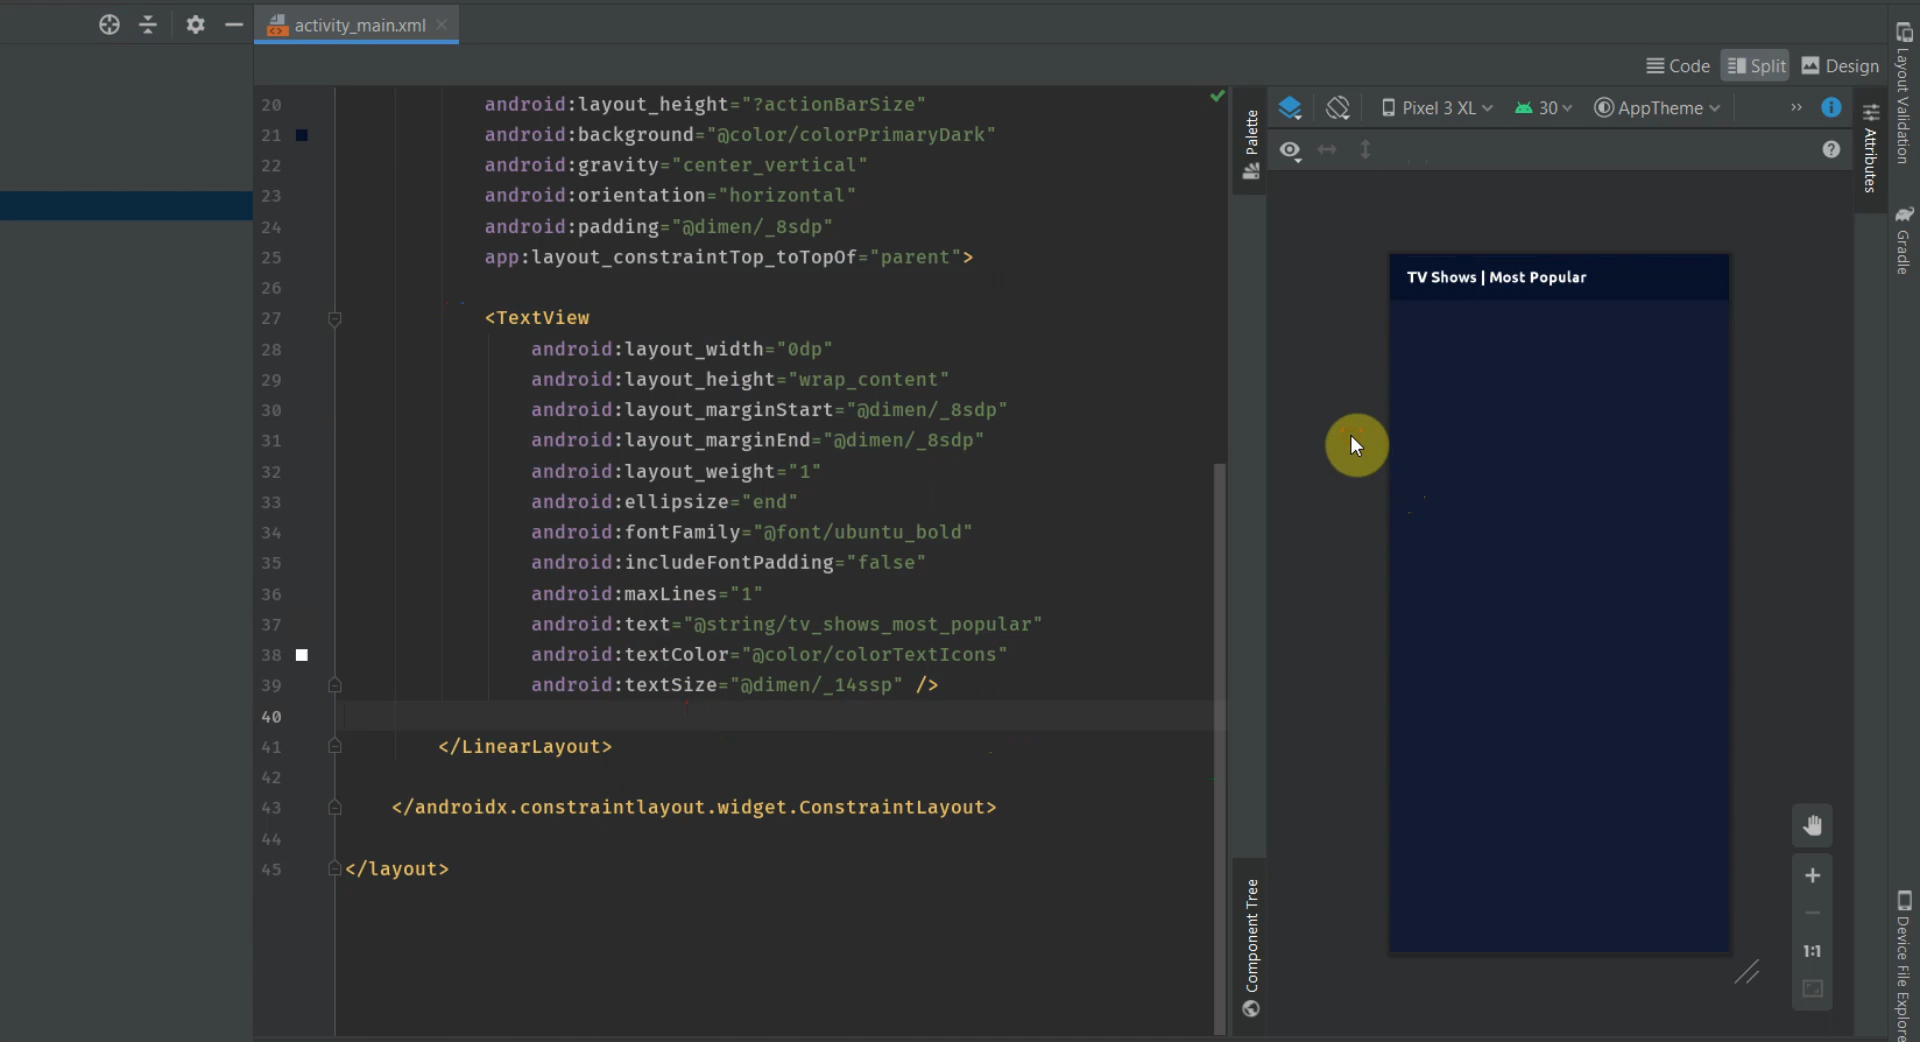 activity_main.xml
Code
Split
Design
20 android:layout_height="?actionBarSize"
21 android:background="@color/colorPrimaryDark"
22 android:gravity="center_vertical"
23 android:orientation="horizontal"
24 android:padding="@dimen/_8sdp"
25 app:layout_constraintTop_toTopOf="parent">
26
27 <TextView
28 android:layout_width="0dp"
29 android:layout_height="wrap_content"
30 android:layout_marginStart="@dimen/_8sdp"
31 android:layout_marginEnd="@dimen/_8sdp"
32 android:layout_weight="1"
33 android:ellipsize="end"
34 android:fontFamily="@font/ubuntu_bold"
35 android:includeFontPadding="false"
36 android:maxLines="1"
37 android:text="@string/tv_shows_most_popular"
38 android:textColor="@color/colorTextIcons"
39 android:textSize="@dimen/_14ssp" />
40
41 </LinearLayout>
42
43 </androidx.constraintlayout.widget.ConstraintLayout>
44
45 </layout>
Palette
Component Tree
Pixel 3 XL
30
AppTheme
TV Shows | Most Popular
1:1
Attributes
Layout Validation
Gradle
Device File Explore